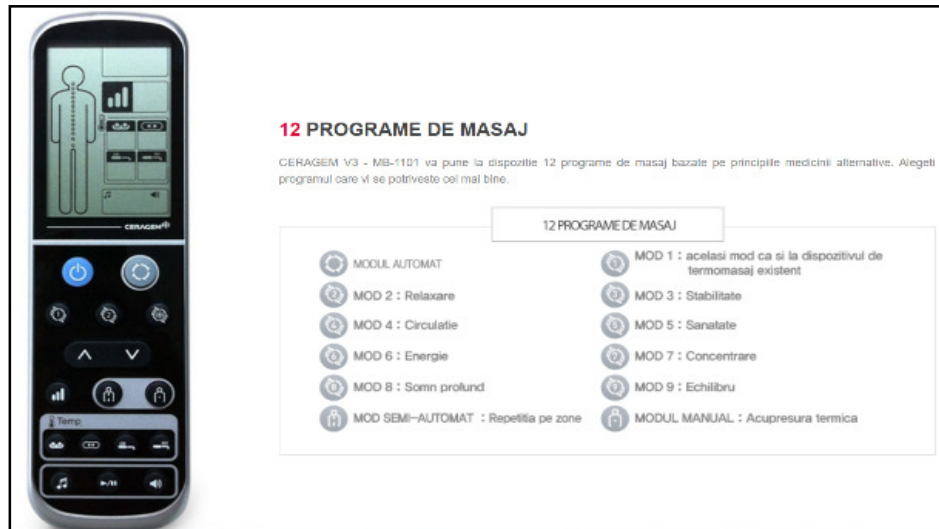 CERAGEM
Temp
12 PROGRAME DE MASAJ
CERAGEM V3 - MB-1101 va pune la dispozitie 12 programe de masaj bazate pe principiile medicinii alternative. Alegeti
programul care vi se potriveste cel mai bine.
12 PROGRAME DE MASAJ
MODUL AUTOMAT
MOD 1 : acelasi mod ca si la dispozitivul de
termomasaj existent
MOD 2 : Relaxare
MOD 3 : Stabilitate
MOD 4 : Circulatie
MOD 5 : Sanatate
MOD 6 : Energie
MOD 7 : Concentrare
MOD 8 : Somn profund
MOD 9 : Echilibru
MOD SEMI-AUTOMAT : Repetitia pe zone
MODUL MANUAL : Acupresura termica